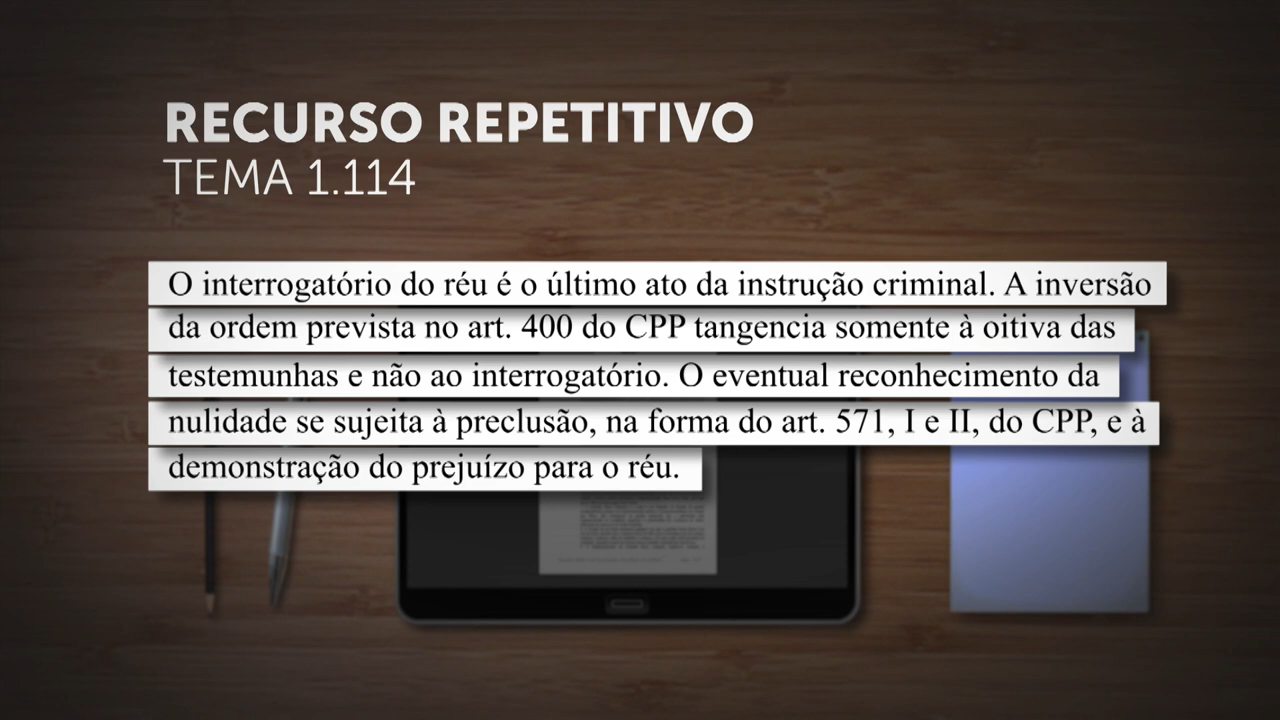 RECURSO REPETITIVO
TEMA 1.114
O interrogatório do réu é o último ato da instrução criminal. A inversão
da ordem prevista no art. 400 do CPP tangencia somente à oitiva das
testemunhas e não ao interrogatório. O eventual reconhecimento da
nulidade se sujeita à preclusão, na forma do art. 571, I e II, do CPP, e à
demonstração do prejuízo para o réu.